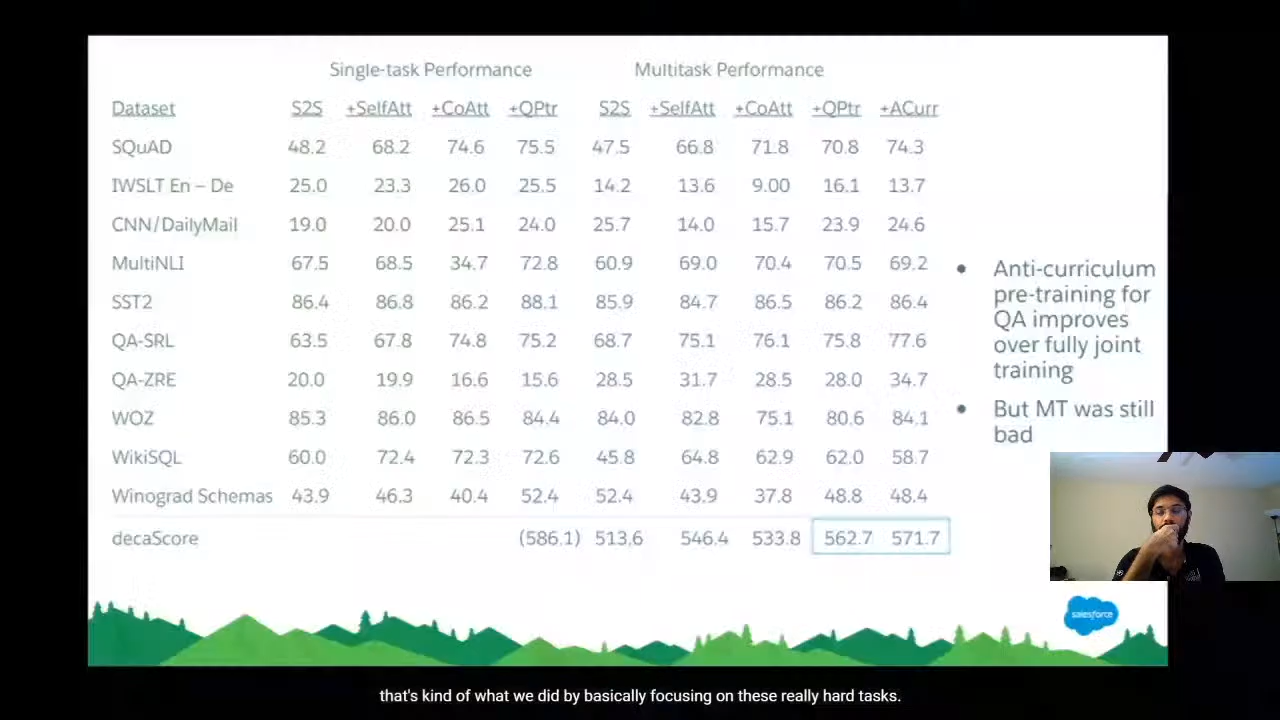 Single-task Performance Multitask Performance
Dataset S2S +SelfAtt +CoAtt +QPtr S2S +SelfAtt +CoAtt +QPtr +ACurr
SQuAD 48.2 68.2 74.6 75.5 47.5 66.8 71.8 70.8 74.3
IWSLT En – De 25.0 23.3 26.0 25.5 14.2 13.6 9.00 16.1 13.7
CNN/DailyMail 19.0 20.0 25.1 24.0 25.7 14.0 15.7 23.9 24.6
MultiNLI 67.5 68.5 34.7 72.8 60.9 69.0 70.4 70.5 69.2
SST2 86.4 86.8 86.2 88.1 85.9 84.7 86.5 86.2 86.4
QA-SRL 63.5 67.8 74.8 75.2 68.7 75.1 76.1 75.8 77.6
QA-ZRE 20.0 19.9 16.6 15.6 28.5 31.7 28.5 28.0 34.7
WOZ 85.3 86.0 86.5 84.4 84.0 82.8 75.1 80.6 84.1
WikiSQL 60.0 72.4 72.3 72.6 45.8 64.8 62.9 62.0 58.7
Winograd Schemas 43.9 46.3 40.4 52.4 52.4 43.9 37.8 48.8 48.4
decaScore (586.1) 513.6 546.4 533.8 562.7 571.7
• Anti-curriculum
pre-training for
QA improves
over fully joint
training
• But MT was still
bad
salesforce
that's kind of what we did by basically focusing on these really hard tasks.